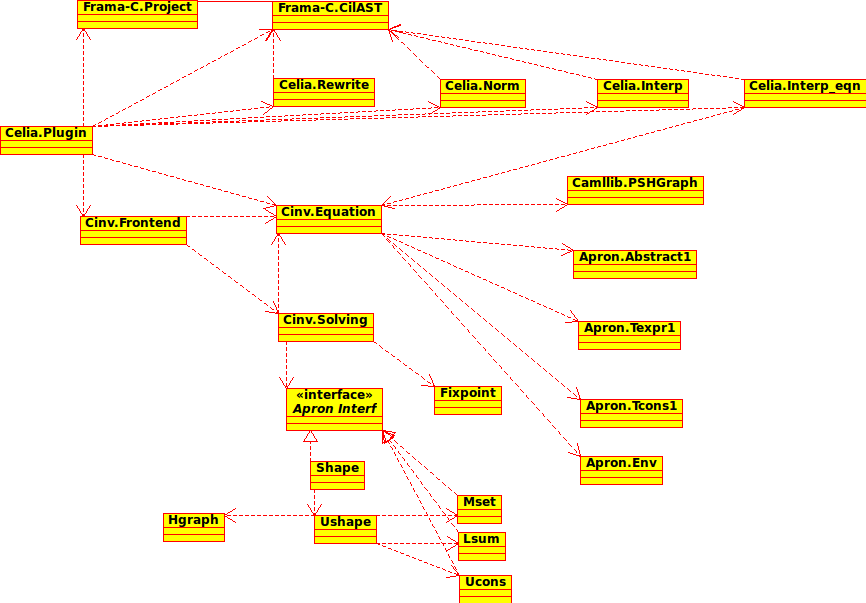 Frama-C.Project
Frama-C.CilAST
Celia.Rewrite
Celia.Norm
Celia.Interp
Celia.Interp_eqn
Celia.Plugin
Camllib.PSHGraph
Cinv.Equation
Cinv.Frontend
Apron.Abstract1
Cinv.Solving
Apron.Texpr1
«interface»
Apron Interf
Fixpoint
Apron.Tcons1
Apron.Env
Shape
Mset
Hgraph
Ushape
Lsum
Ucons